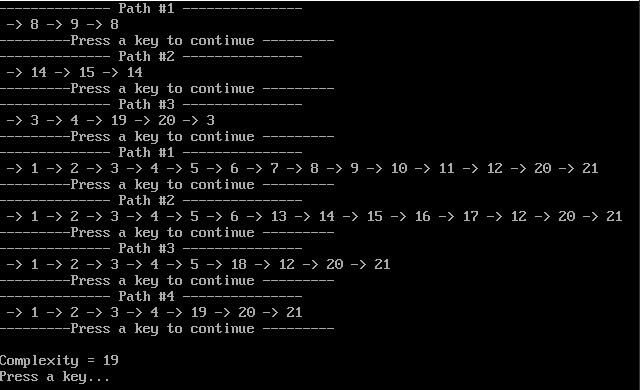 -------------- Path #1 ---------------
-> 8 -> 9 -> 8
---------Press a key to continue ---------
-------------- Path #2 ---------------
-> 14 -> 15 -> 14
---------Press a key to continue ---------
-------------- Path #3 ---------------
-> 3 -> 4 -> 19 -> 20 -> 3
---------Press a key to continue ---------
-------------- Path #1 ---------------
-> 1 -> 2 -> 3 -> 4 -> 5 -> 6 -> 7 -> 8 -> 9 -> 10 -> 11 -> 12 -> 20 -> 21
---------Press a key to continue ---------
-------------- Path #2 ---------------
-> 1 -> 2 -> 3 -> 4 -> 5 -> 6 -> 13 -> 14 -> 15 -> 16 -> 17 -> 12 -> 20 -> 21
---------Press a key to continue ---------
-------------- Path #3 ---------------
-> 1 -> 2 -> 3 -> 4 -> 5 -> 18 -> 12 -> 20 -> 21
---------Press a key to continue ---------
-------------- Path #4 ---------------
-> 1 -> 2 -> 3 -> 4 -> 19 -> 20 -> 21
---------Press a key to continue ---------
Complexity = 19
Press a key...